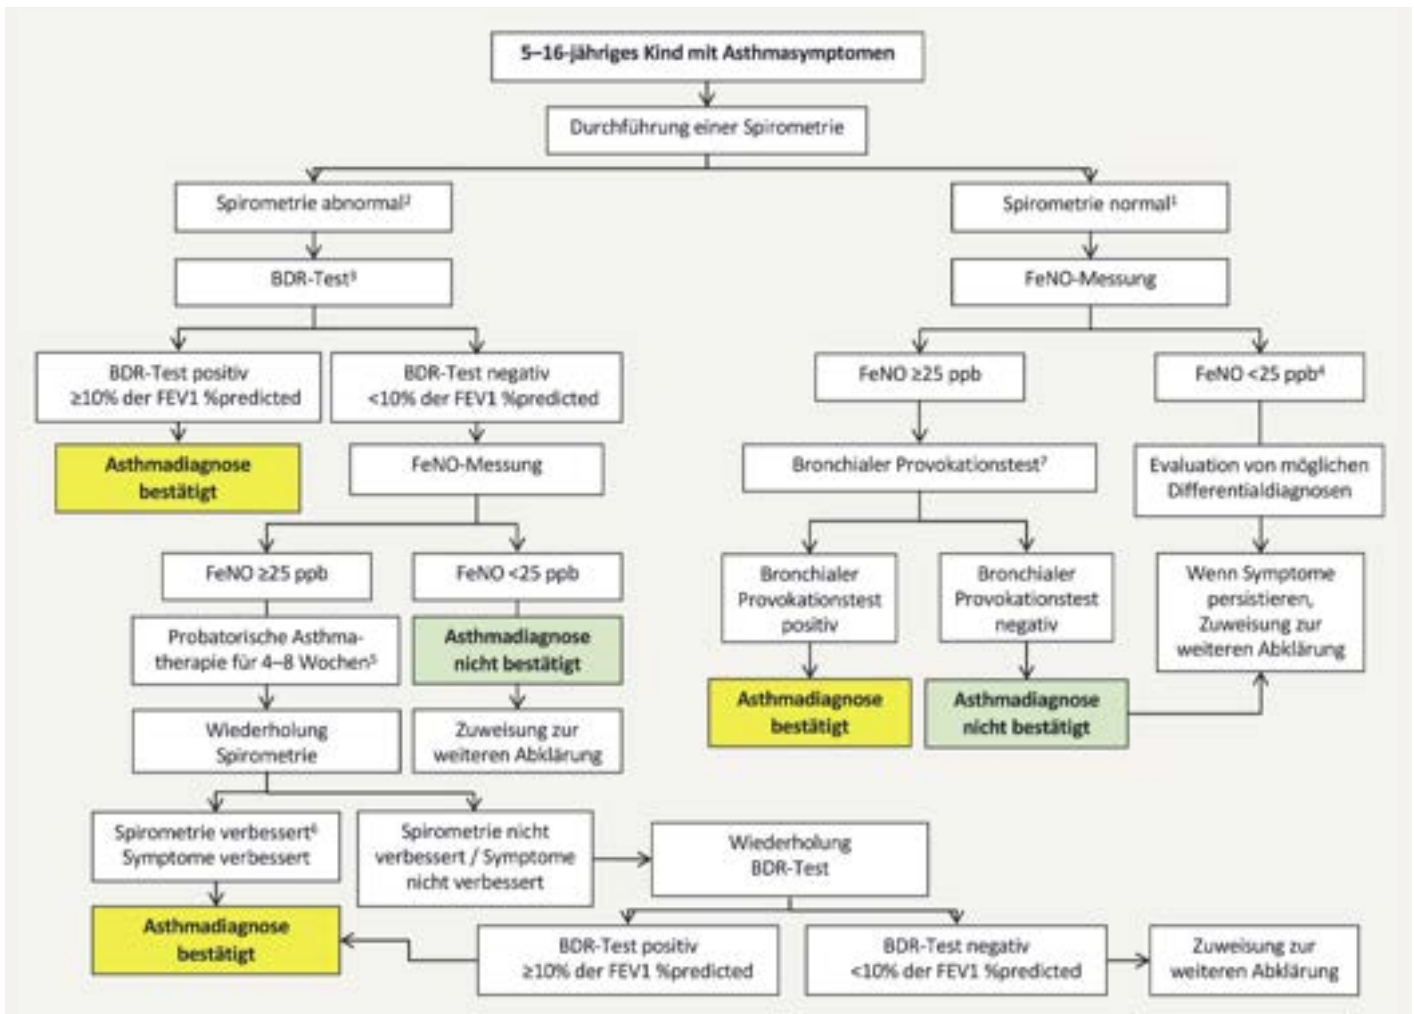 5–16-jähriges Kind mit Asthmasymptomen
Durchführung einer Spirometrie
Spirometrie abnormal²
Spirometrie normal¹
BDR-Test³
FeNO-Messung
BDR-Test positiv
≥10% der FEV1 %predicted
BDR-Test negativ
<10% der FEV1 %predicted
FeNO ≥25 ppb
FeNO <25 ppb⁴
Asthmadiagnose
bestätigt
FeNO-Messung
Bronchialer Provokationstest⁷
Evaluation von möglichen
Differentialdiagnosen
FeNO ≥25 ppb
FeNO <25 ppb
Bronchialer
Provokationstest
positiv
Bronchialer
Provokationstest
negativ
Wenn Symptome
persistieren,
Zuweisung zur
weiteren Abklärung
Probatorische Asthma-
therapie für 4–8 Wochen⁵
Asthmadiagnose
nicht bestätigt
Asthmadiagnose
bestätigt
Asthmadiagnose
nicht bestätigt
Wiederholung
Spirometrie
Zuweisung zur
weiteren Abklärung
Spirometrie verbessert⁶
Symptome verbessert
Spirometrie nicht
verbessert / Symptome
nicht verbessert
Wiederholung
BDR-Test
Asthmadiagnose
bestätigt
BDR-Test positiv
≥10% der FEV1 %predicted
BDR-Test negativ
<10% der FEV1 %predicted
Zuweisung zur
weiteren Abklärung